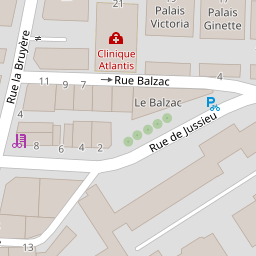 21
Palais
Victoria
Palais
Ginette
Clinique
Atlantis
Rue la Bruyère
11
9
7
Rue Balzac
4
Le Balzac
4
8
6
4
2
Rue de Jussieu
13